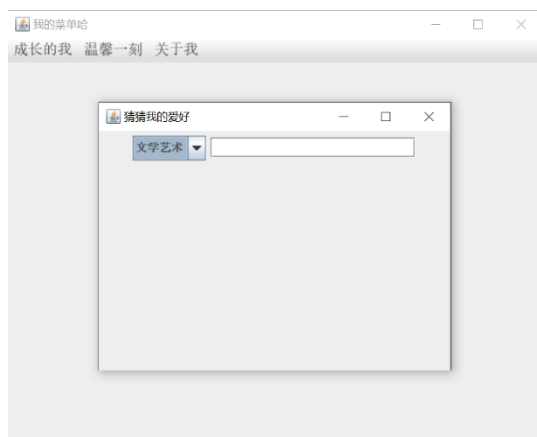 我的菜单哈
成长的我 温馨一刻 关于我
猜猜我的爱好
文学艺术